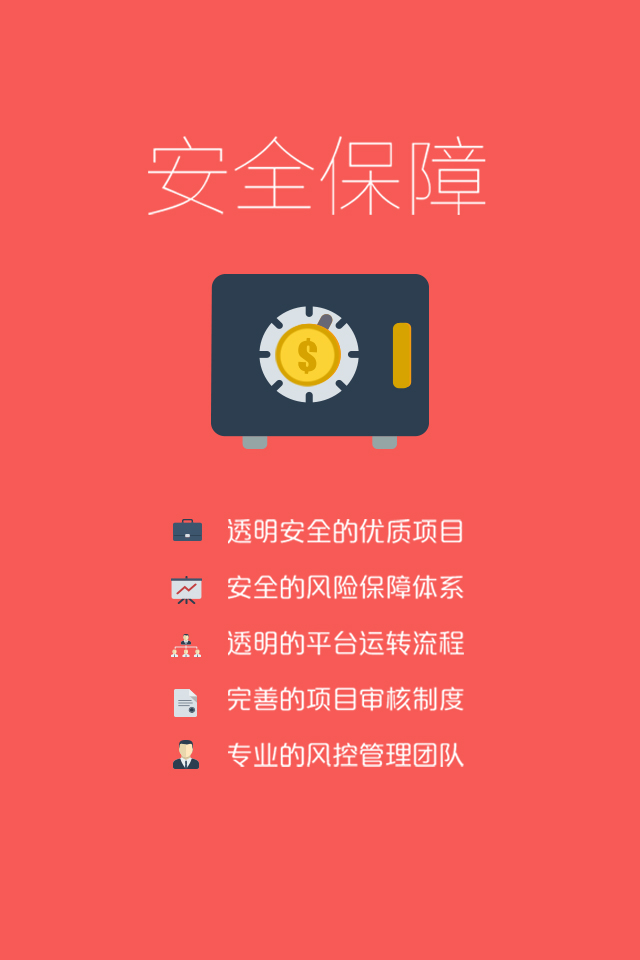 安全保障
$
透明安全的优质项目
安全的风险保障体系
透明的平台运转流程
完善的项目审核制度
专业的风控管理团队